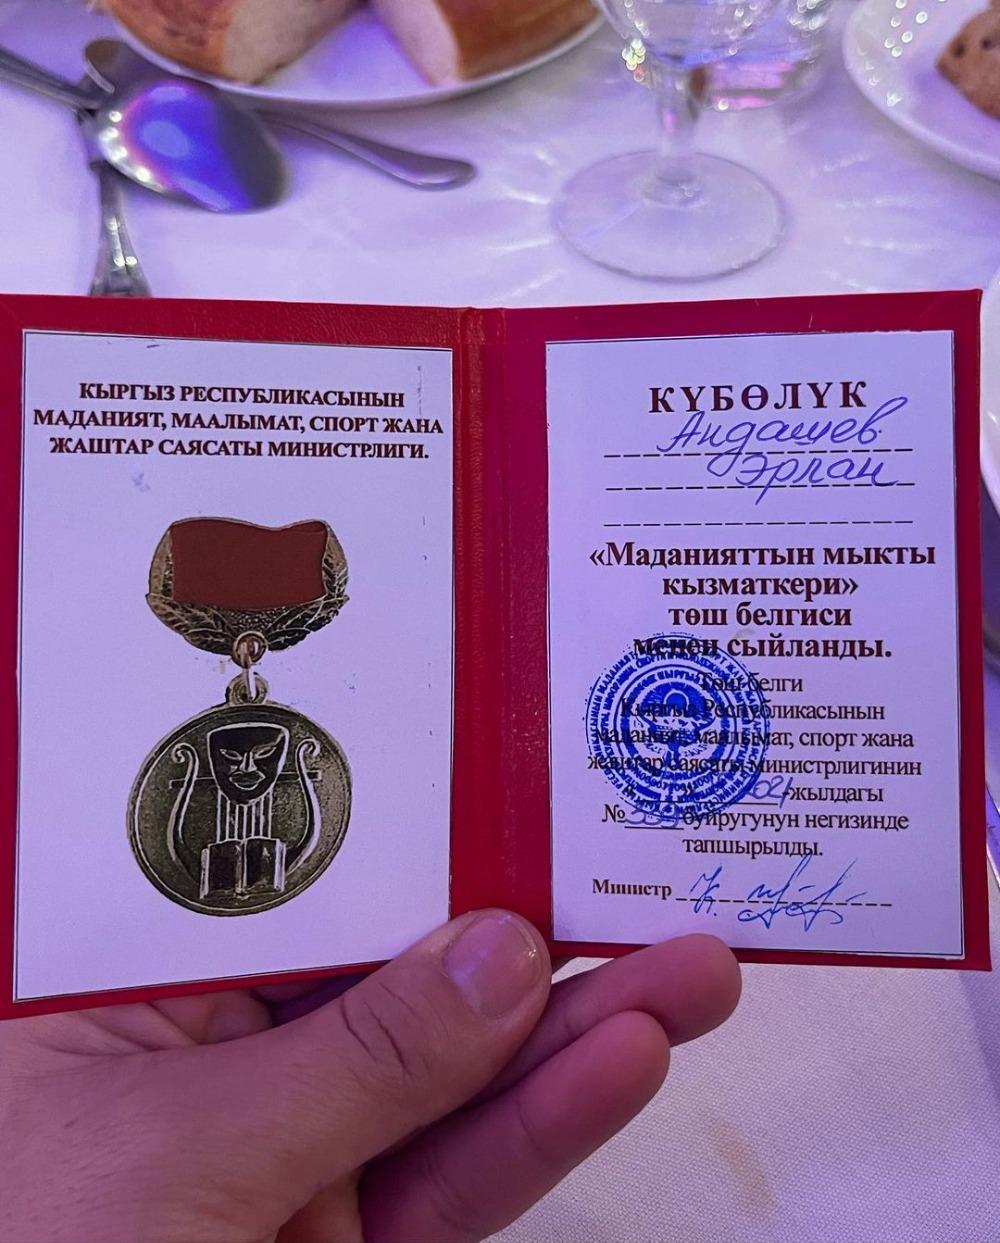 КЫРГЫЗ РЕСПУБЛИКАСЫНЫН
МАДАНИЯТ, МААЛЫМАТ, СПОРТ ЖАНА
ЖАШТАР САЯСАТЫ МИНИСТРЛИГИ.
КҮБӨЛҮК
Андашев
Эрлан
«Маданияттын мыкты
кызматкери»
төш белгиси
менен сыйланды.
Төш белги
Кыргыз Республикасынын
маданият, маалымат, спорт жана
жаштар саясаты министрлигинин
-жылдагы
№ буйругунун негизинде
тапшырылды.
Министр